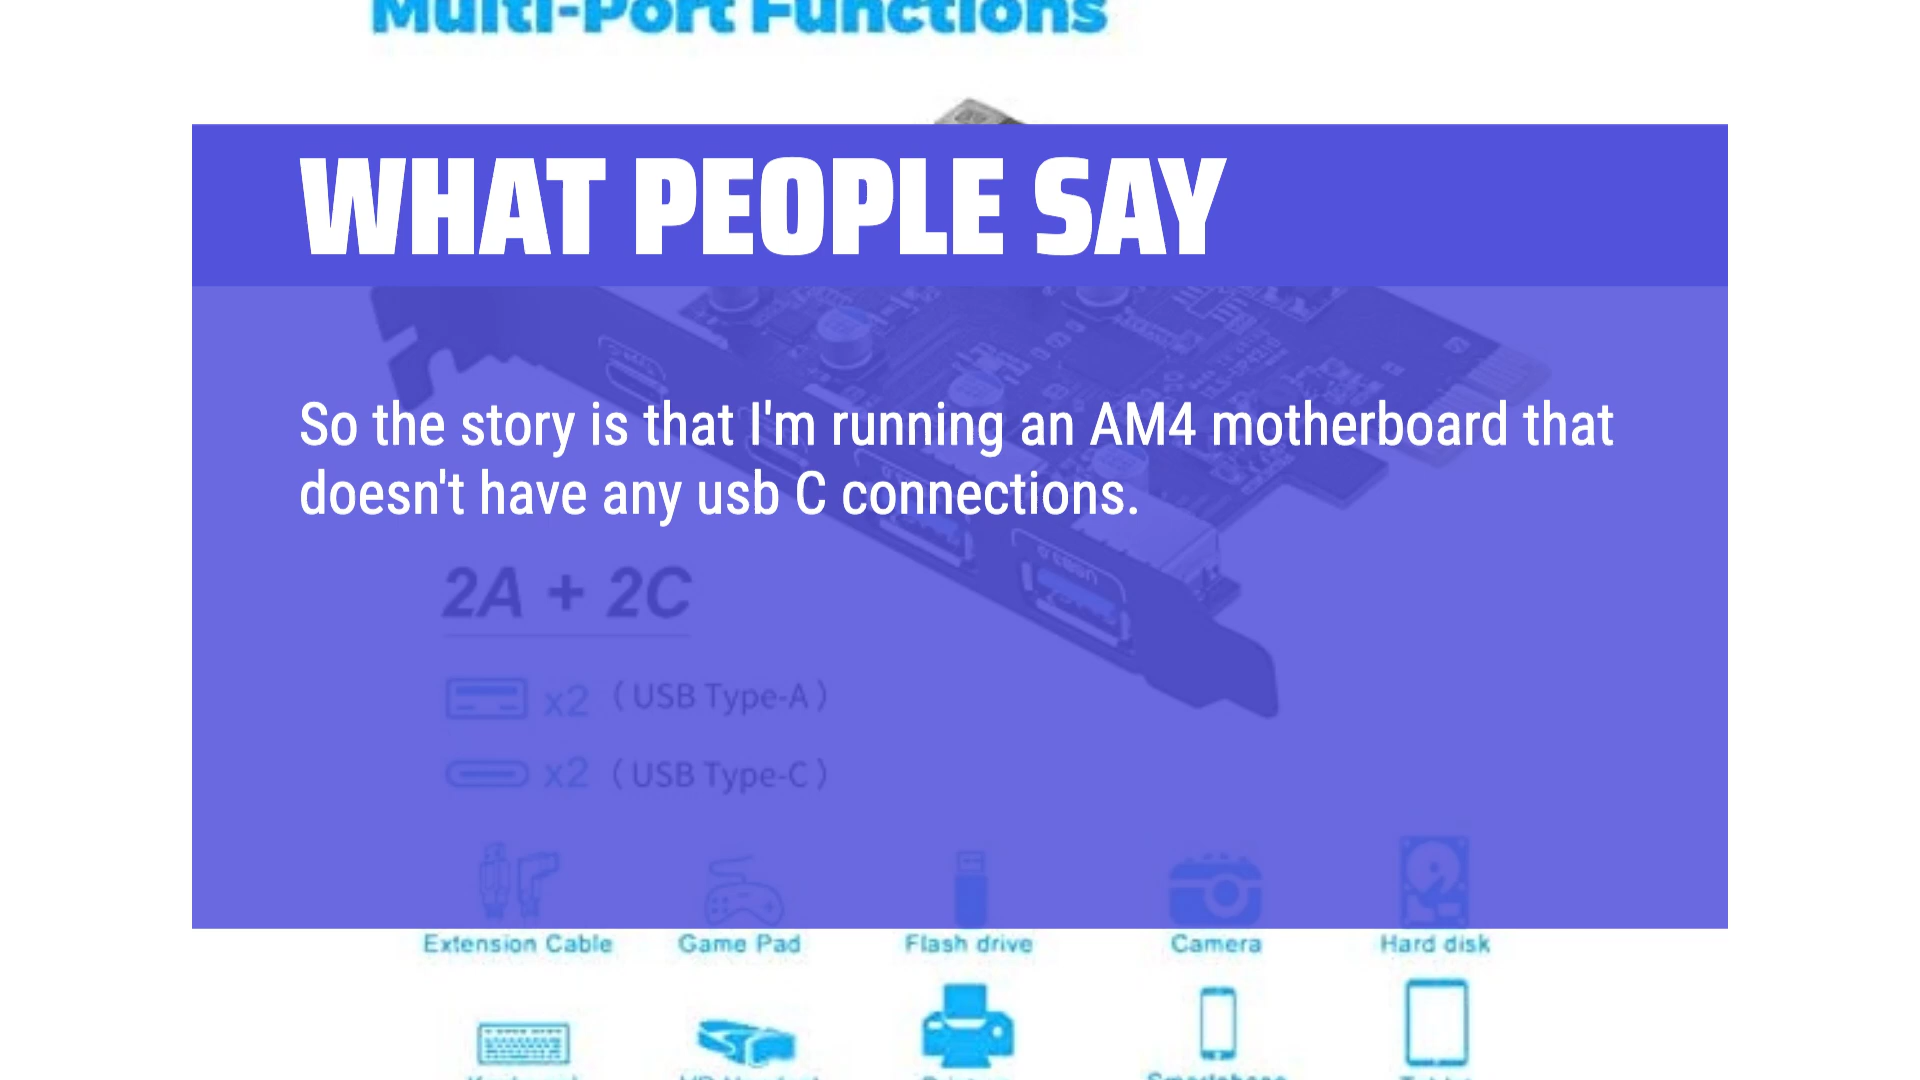 Multi-Port Functions
WHAT PEOPLE SAY
So the story is that I'm running an AM4 motherboard that
doesn't have any usb C connections.
2A + 2C
x2 (USB Type-A)
x2 (USB Type-C)
Extension Cable Game Pad Flash drive Camera Hard disk
Smartphone